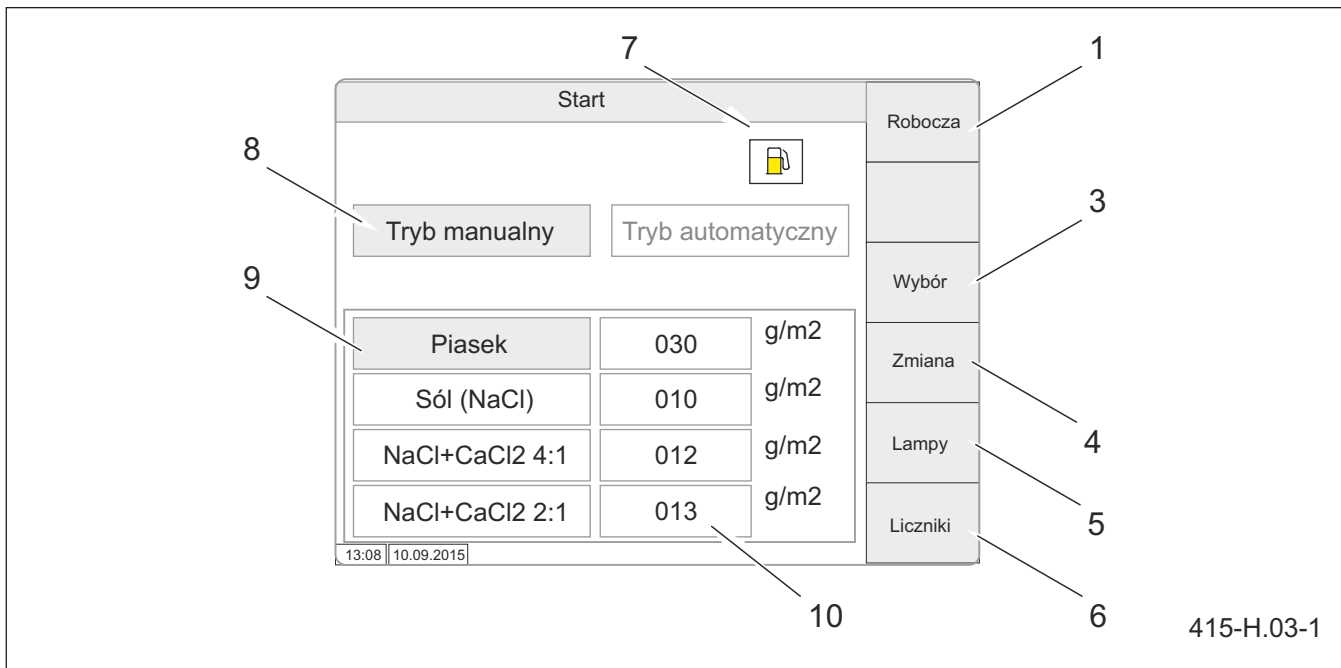 7
1
Start
Robocza
8
3
Tryb manualny
Tryb automatyczny
9
Wybór
Piasek 030 g/m2
Zmiana
Sól (NaCl) 010 g/m2
NaCl+CaCl2 4:1 012 g/m2
Lampy
4
NaCl+CaCl2 2:1 013 g/m2
Liczniki
5
13:08 10.09.2015
10
6
415-H.03-1